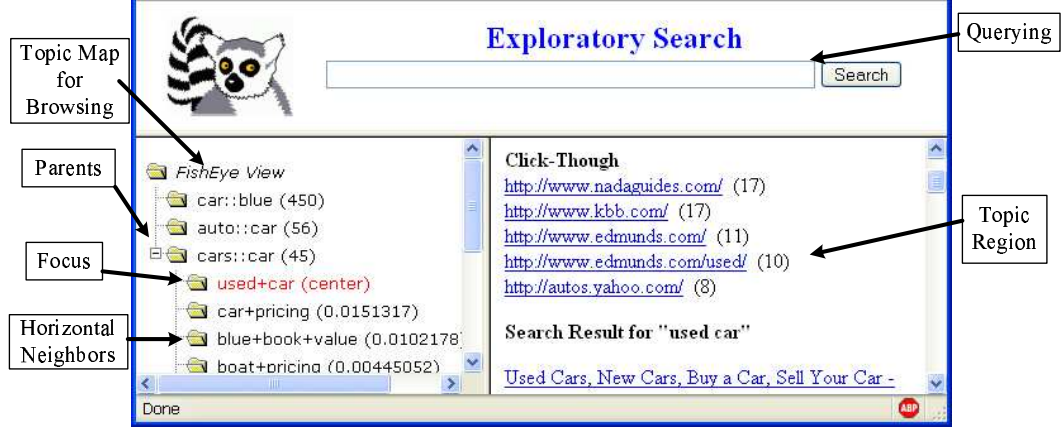 Topic Map
for
Browsing
Parents
Focus
Horizontal
Neighbors
Exploratory Search
Search
Querying
FishEye View
car::blue (450)
auto::car (56)
cars::car (45)
used+car (center)
car+pricing (0.0151317)
blue+book+value (0.0102178)
boat+pricing (0.00445052)
Click-Though
http://www.nadaguides.com/ (17)
http://www.kbb.com/ (17)
http://www.edmunds.com/ (11)
http://www.edmunds.com/used/ (10)
http://autos.yahoo.com/ (8)
Search Result for "used car"
Used Cars, New Cars, Buy a Car, Sell Your Car -
Topic
Region
Done
ABP